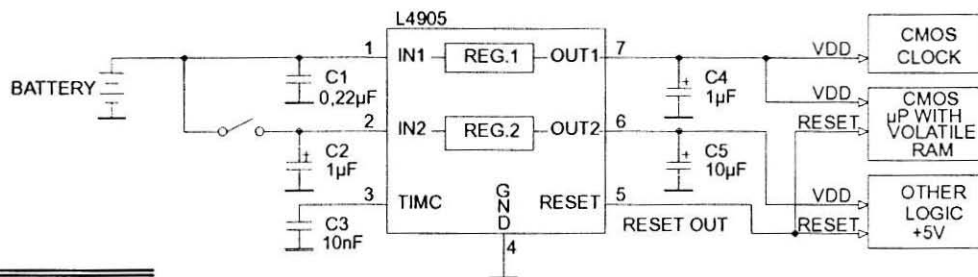 L4905
BATTERY
1
IN1
REG.1
OUT1
7
C1
0,22µF
2
IN2
REG.2
OUT2
6
C2
1µF
3
TIMC
GND
RESET
5
C3
10nF
4
C4
1µF
C5
10µF
RESET OUT
VDD
CMOS
CLOCK
VDD
RESET
CMOS
µP WITH
VOLATILE
RAM
VDD
RESET
OTHER
LOGIC
+5V